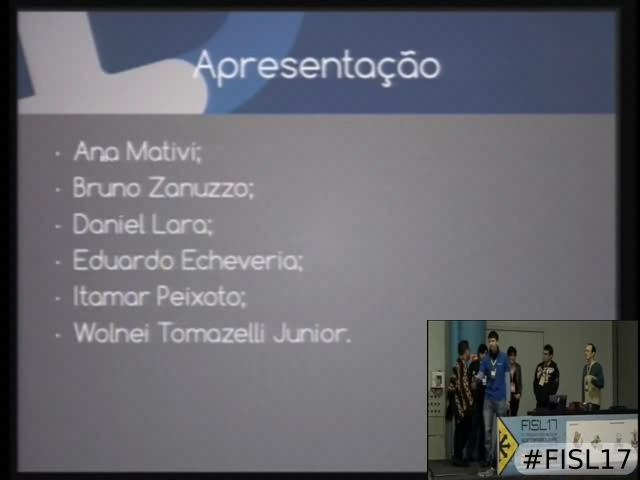 Apresentação
- Ana Mativi;
- Bruno Zanuzzo;
- Daniel Lara;
- Eduardo Echeveria;
- Itamar Peixoto;
- Wolnei Tomazelli Junior.
FISL17
#FISL17